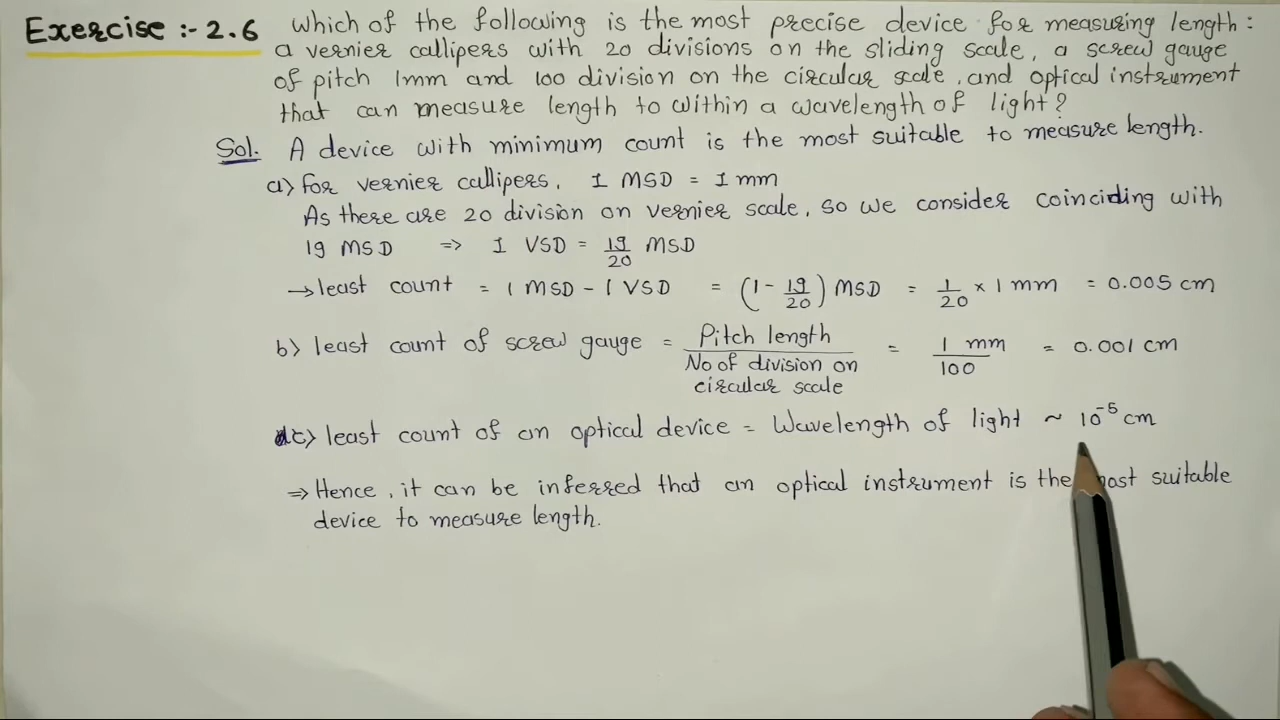 Exercise :- 2.6 Which of the following is the most precise device for measuring length :
a vernier callipers with 20 divisions on the sliding scale, a screw gauge
of pitch 1mm and 100 division on the circular scale, and optical instrument
that can measure length to within a wavelength of light?
Sol. A device with minimum count is the most suitable to measure length.
a) for vernier callipers, 1 MSD = 1 mm
As there are 20 division on vernier scale, so we consider coinciding with
19 MSD => 1 VSD = 19/20 MSD
→ least count = 1 MSD - 1 VSD = (1 - 19/20) MSD = 1/20 × 1 mm = 0.005 cm
b) least count of screw gauge = Pitch length / No of division on circular scale = 1 mm / 100 = 0.001 cm
c) least count of an optical device = Wavelength of light ~ 10⁻⁵ cm
=> Hence, it can be inferred that an optical instrument is the most suitable
device to measure length.